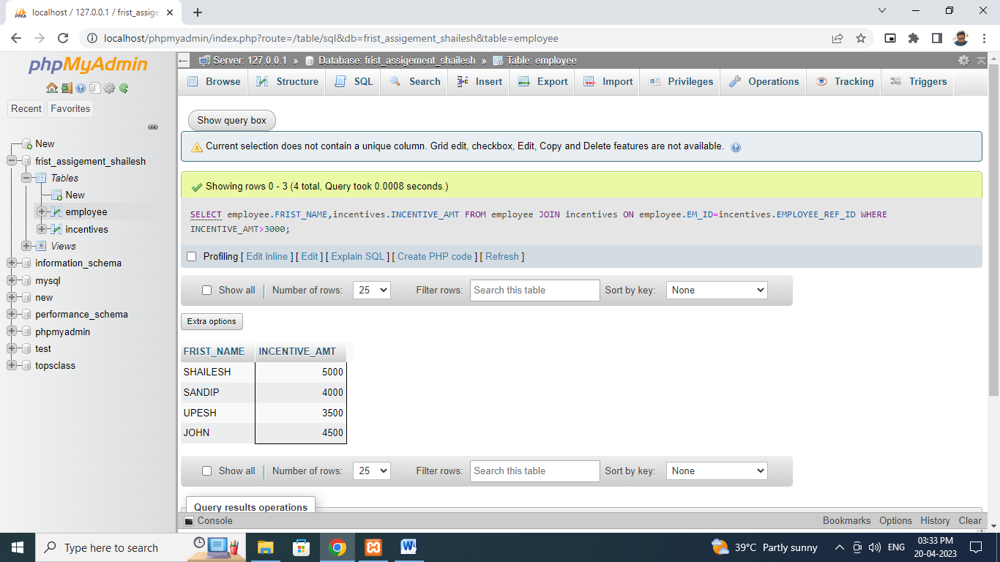 localhost / 127.0.0.1 / frist_assige
localhost/phpmyadmin/index.php?route=/table/sql&db=frist_assigement_shailesh&table=employee
phpMyAdmin
Recent Favorites
New
frist_assigement_shailesh
Tables
New
employee
incentives
Views
information_schema
mysql
new
performance_schema
phpmyadmin
test
topsclass
Server: 127.0.0.1 » Database: frist_assigement_shailesh » Table: employee
Browse Structure SQL Search Insert Export Import Privileges Operations Tracking Triggers
Show query box
Current selection does not contain a unique column. Grid edit, checkbox, Edit, Copy and Delete features are not available.
Showing rows 0 - 3 (4 total, Query took 0.0008 seconds.)
SELECT employee.FRIST_NAME,incentives.INCENTIVE_AMT FROM employee JOIN incentives ON employee.EM_ID=incentives.EMPLOYEE_REF_ID WHERE
INCENTIVE_AMT>3000;
Profiling [ Edit inline ] [ Edit ] [ Explain SQL ] [ Create PHP code ] [ Refresh ]
Show all Number of rows: 25 Filter rows: Search this table Sort by key: None
Extra options
FRIST_NAME INCENTIVE_AMT
SHAILESH 5000
SANDIP 4000
UPESH 3500
JOHN 4500
Show all Number of rows: 25 Filter rows: Search this table Sort by key: None
Query results operations
Console Bookmarks Options History Clear
Type here to search
39°C Partly sunny
ENG
03:33 PM
20-04-2023